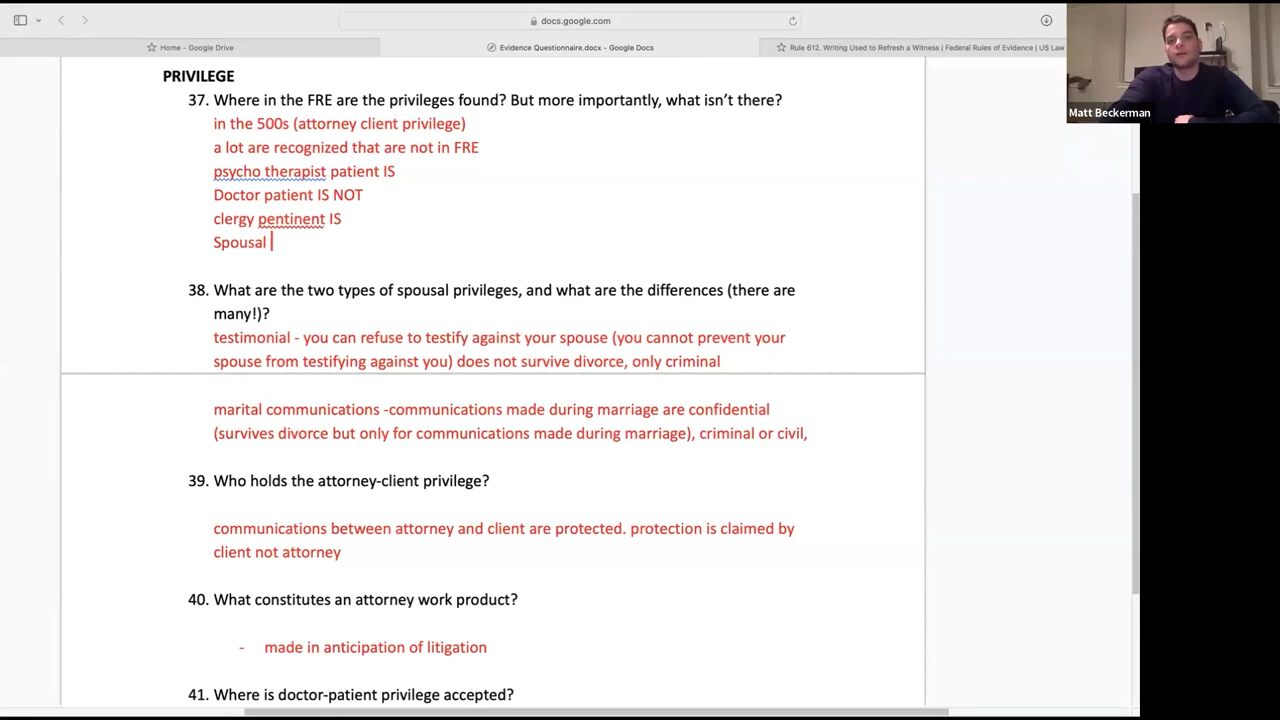 docs.google.com
Home - Google Drive
Evidence Questionnaire.docx - Google Docs
Rule 612. Writing Used to Refresh a Witness | Federal Rules of Evidence | US Law
Matt Beckerman
PRIVILEGE
37. Where in the FRE are the privileges found? But more importantly, what isn’t there?
in the 500s (attorney client privilege)
a lot are recognized that are not in FRE
psycho therapist patient IS
Doctor patient IS NOT
clergy pentinent IS
Spousal
38. What are the two types of spousal privileges, and what are the differences (there are
many!)?
testimonial - you can refuse to testify against your spouse (you cannot prevent your
spouse from testifying against you) does not survive divorce, only criminal
marital communications -communications made during marriage are confidential
(survives divorce but only for communications made during marriage), criminal or civil,
39. Who holds the attorney-client privilege?
communications between attorney and client are protected. protection is claimed by
client not attorney
40. What constitutes an attorney work product?
- made in anticipation of litigation
41. Where is doctor-patient privilege accepted?